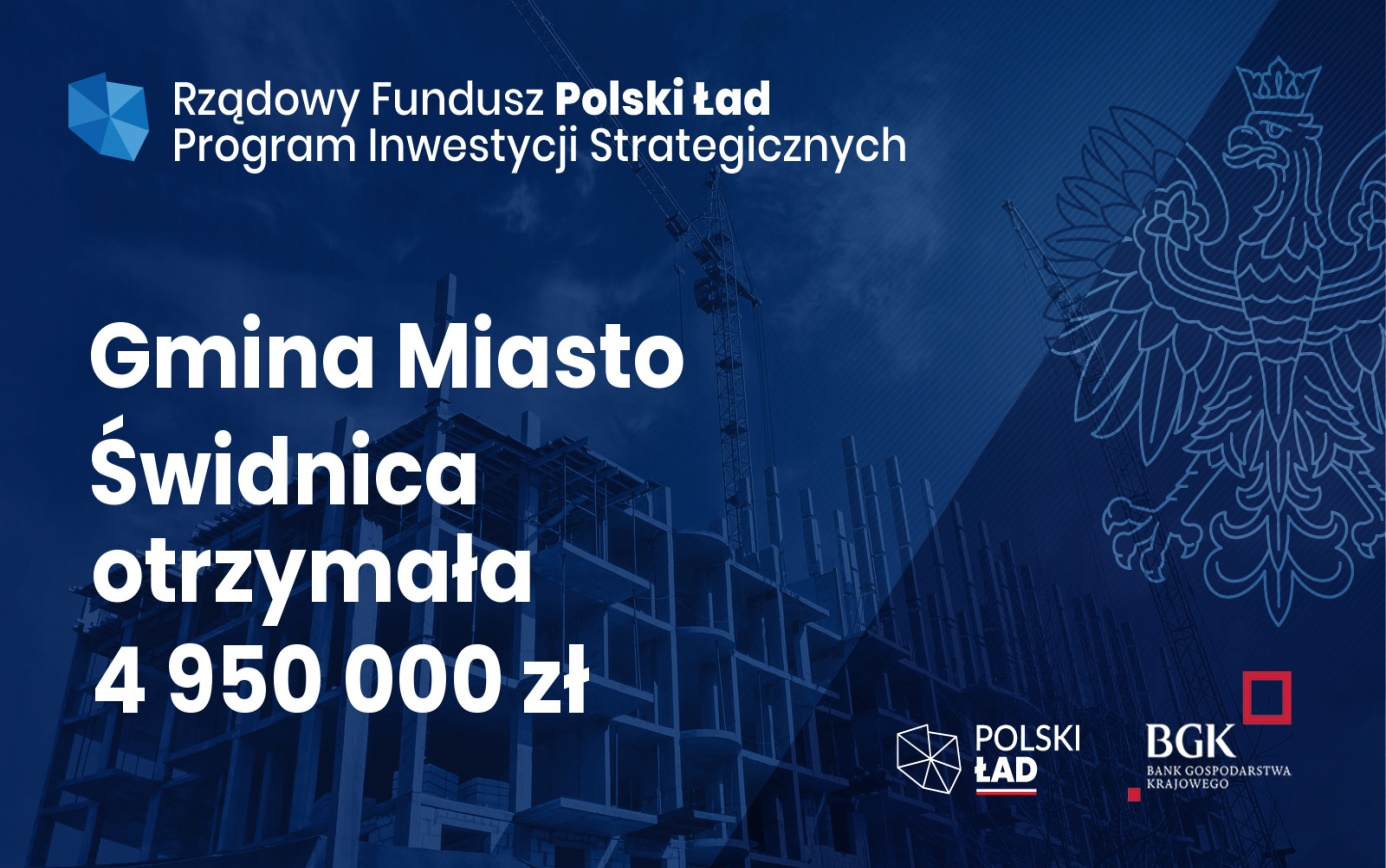 Rządowy Fundusz Polski Ład
Program Inwestycji Strategicznych
Gmina Miasto
Świdnica
otrzymała
4 950 000 zł
POLSKI
ŁAD
BGK
BANK GOSPODARSTWA
KRAJOWEGO